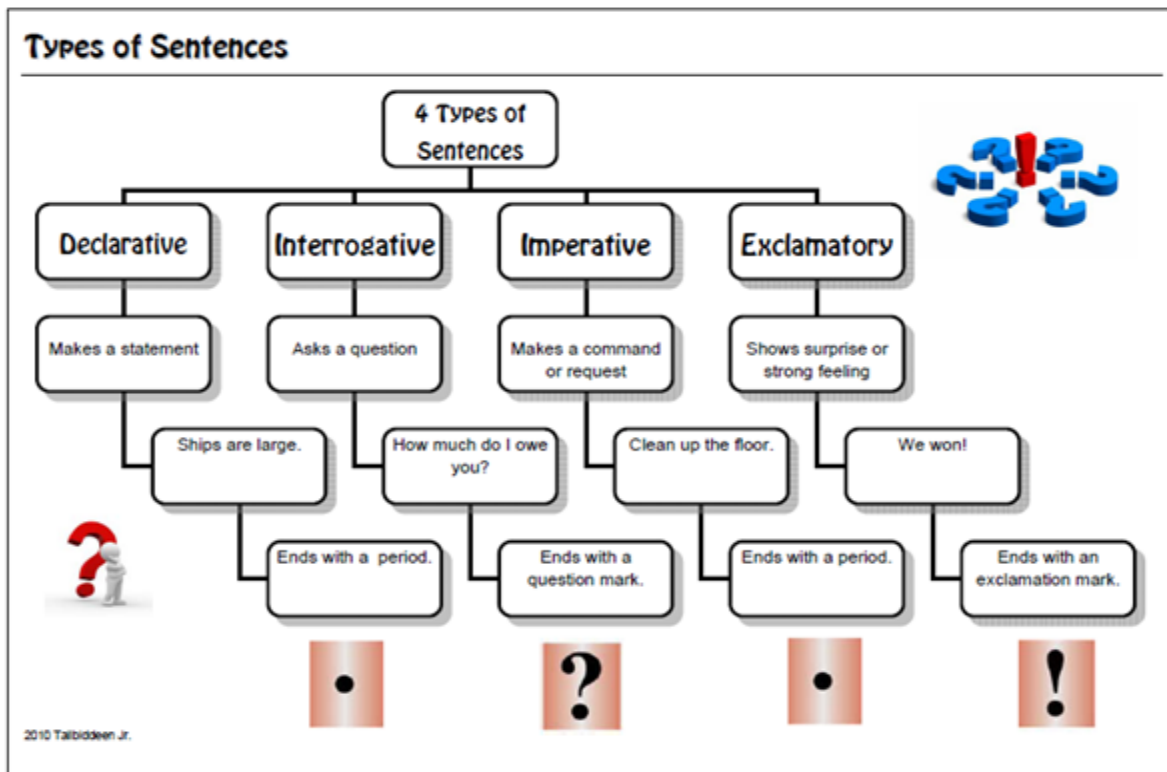 Types of Sentences
4 Types of
Sentences
Declarative
Interrogative
Imperative
Exclamatory
Makes a statement
Asks a question
Makes a command
or request
Shows surprise or
strong feeling
Ships are large.
How much do I owe
you?
Clean up the floor.
We won!
Ends with a period.
Ends with a
question mark.
Ends with a period.
Ends with an
exclamation mark.
.
?
.
!
2010 Talibiddeen Jr.